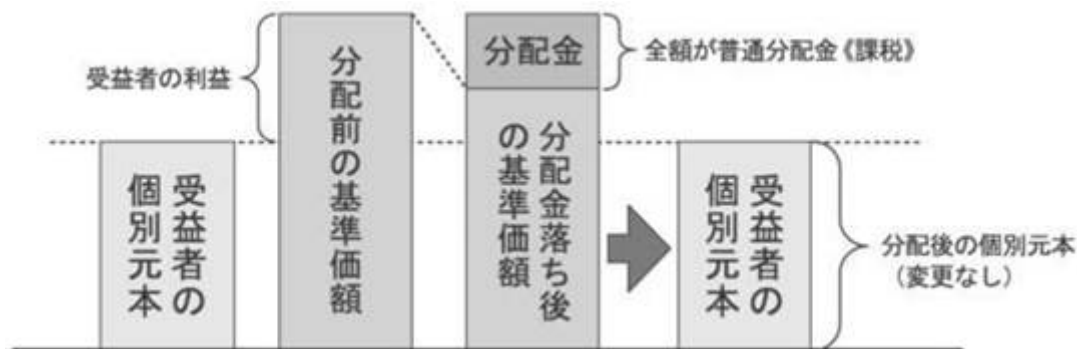 受益者の利益
受益者の
個別元本
分配前の基準価額
分配金
全額が普通分配金《課税》
分配金落ち後
の基準価額
受益者の
個別元本
分配後の個別元本
（変更なし）